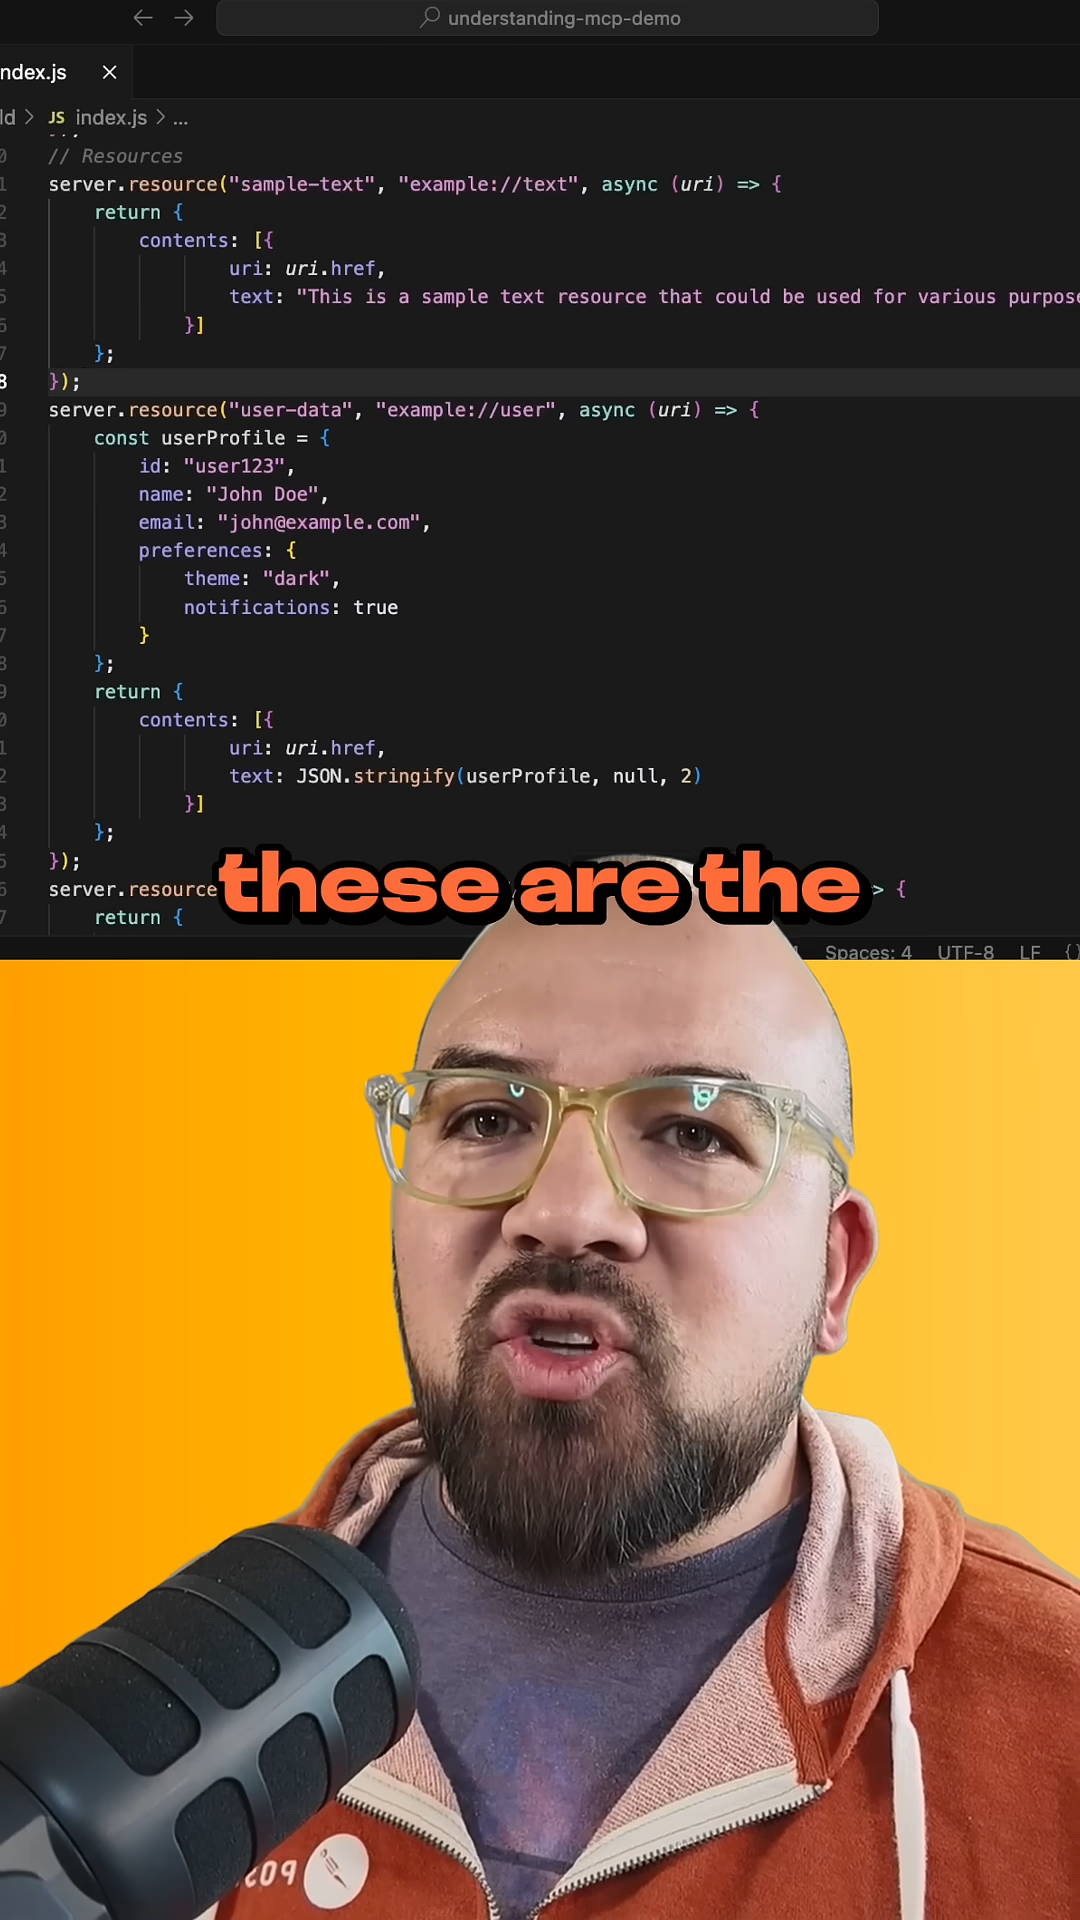 understanding-mcp-demo
ndex.js
ld > JS index.js > ...
// Resources
server.resource("sample-text", "example://text", async (uri) => {
return {
contents: [{
uri: uri.href,
text: "This is a sample text resource that could be used for various purpose
}]
};
});
server.resource("user-data", "example://user", async (uri) => {
const userProfile = {
id: "user123",
name: "John Doe",
email: "john@example.com",
preferences: {
theme: "dark",
notifications: true
}
};
return {
contents: [{
uri: uri.href,
text: JSON.stringify(userProfile, null, 2)
}]
};
});
server.resource > {
these are the
return {
Spaces: 4 UTF-8 LF {}